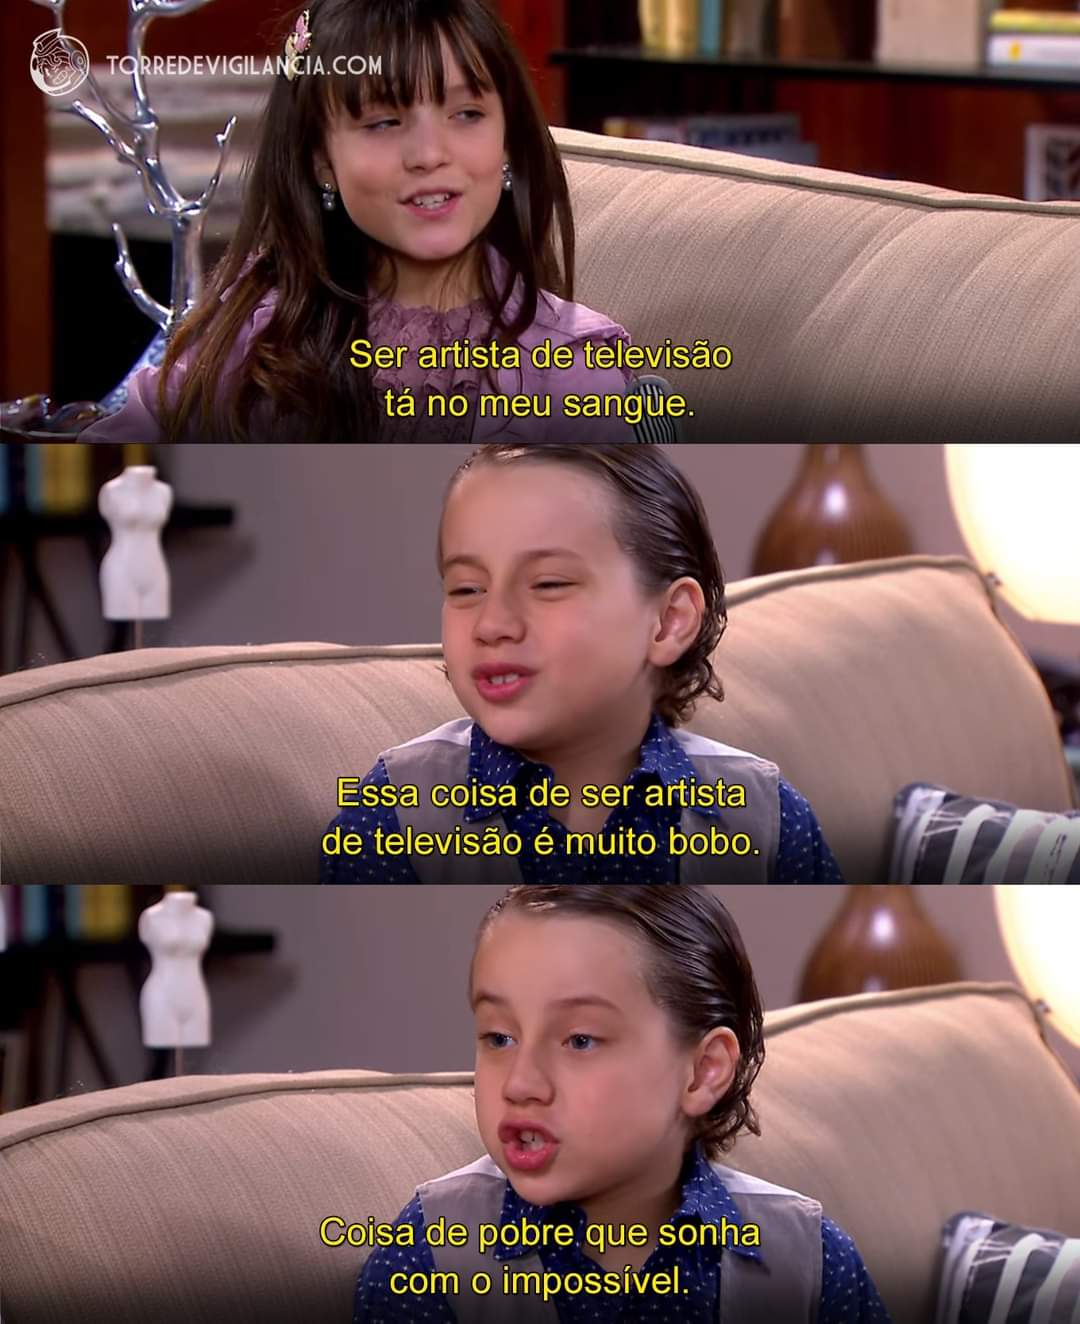 TORREDEVIGILANCIA.COM
Ser artista de televisão
tá no meu sangue.
Essa coisa de ser artista
de televisão é muito bobo.
Coisa de pobre que sonha
com o impossível.